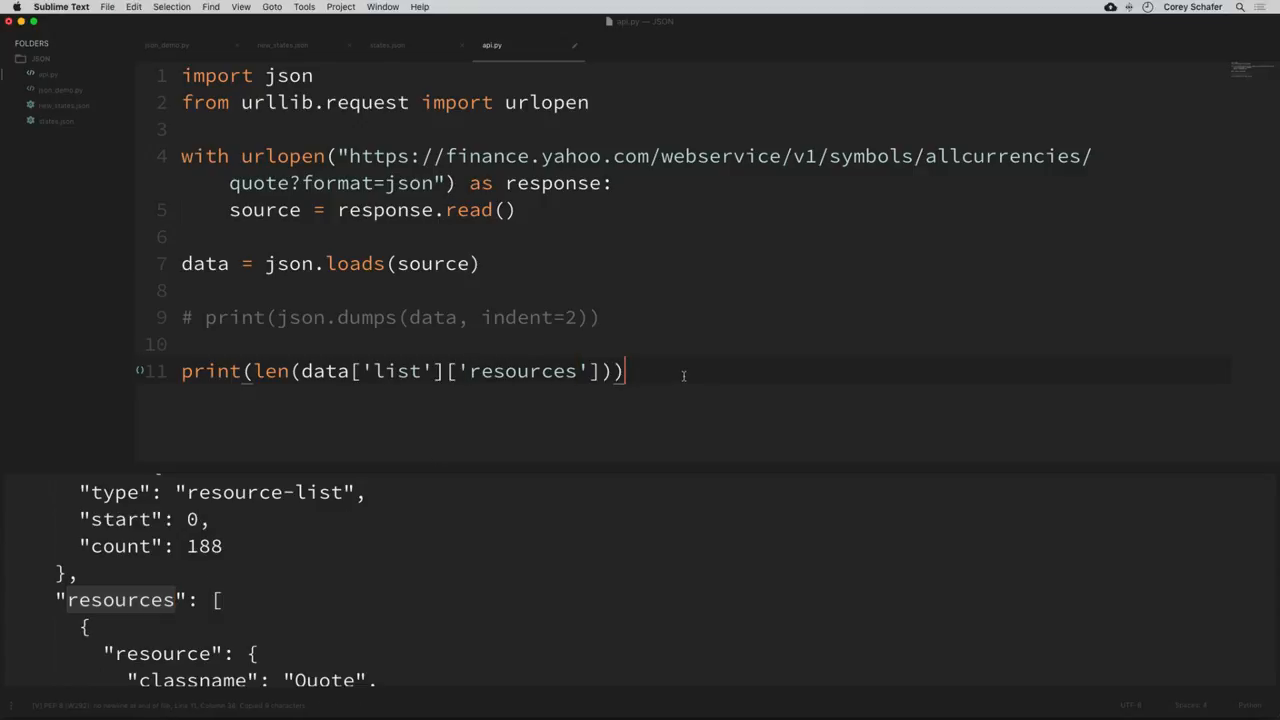 Sublime Text File Edit Selection Find View Goto Tools Project Window Help
Corey Schafer
api.py — JSON
FOLDERS
JSON
api.py
json_demo.py
new_states.json
states.json
json_demo.py new_states.json states.json api.py
1 import json
2 from urllib.request import urlopen
3
4 with urlopen("https://finance.yahoo.com/webservice/v1/symbols/allcurrencies/
quote?format=json") as response:
5 source = response.read()
6
7 data = json.loads(source)
8
9 # print(json.dumps(data, indent=2))
10
11 print(len(data['list']['resources']))
"type": "resource-list",
"start": 0,
"count": 188
},
"resources": [
{
"resource": {
"classname": "Quote",
UTF-8 Spaces: 4 Python